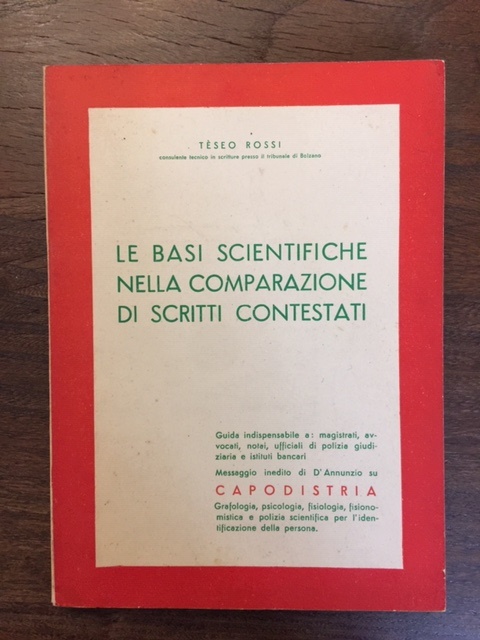 TÈSEO ROSSI
consulente tecnico in scritture presso il tribunale di Bolzano
LE BASI SCIENTIFICHE
NELLA COMPARAZIONE
DI SCRITTI CONTESTATI
Guida indispensabile a: magistrati, av-
vocati, notai, ufficiali di polizia giudi-
ziaria e istituti bancari
Messaggio inedito di D'Annunzio su
CAPODISTRIA
Grafologia, psicologia, fisiologia, fisiono-
mistica e polizia scientifica per l'iden-
tificazione della persona.